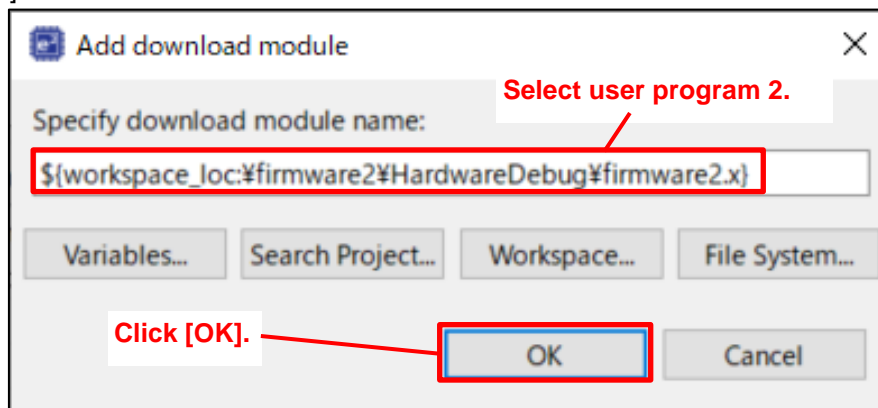 Add download module
Select user program 2.
Specify download module name:
${workspace_loc:¥firmware2¥HardwareDebug¥firmware2.x}
Variables... Search Project... Workspace... File System...
Click [OK].
OK Cancel